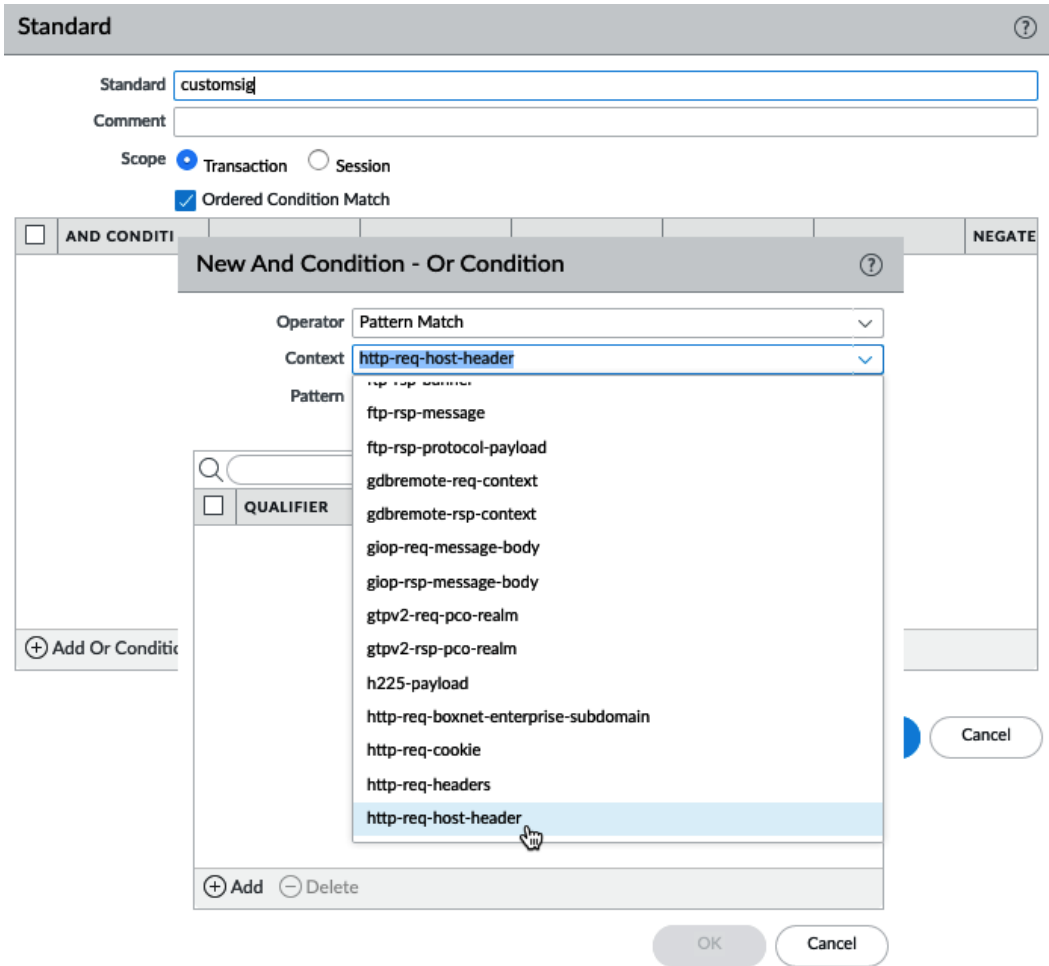 Standard
Standard customsig
Comment
Scope Transaction Session
Ordered Condition Match
AND CONDITI NEGATE
New And Condition - Or Condition
Operator Pattern Match
Context http-req-host-header
Pattern
ftp-rsp-banner
ftp-rsp-message
ftp-rsp-protocol-payload
gdbremote-req-context
QUALIFIER
gdbremote-rsp-context
giop-req-message-body
giop-rsp-message-body
gtpv2-req-pco-realm
gtpv2-rsp-pco-realm
Add Or Conditio
h225-payload
http-req-boxnet-enterprise-subdomain
http-req-cookie
Cancel
http-req-headers
http-req-host-header
Add Delete
OK Cancel